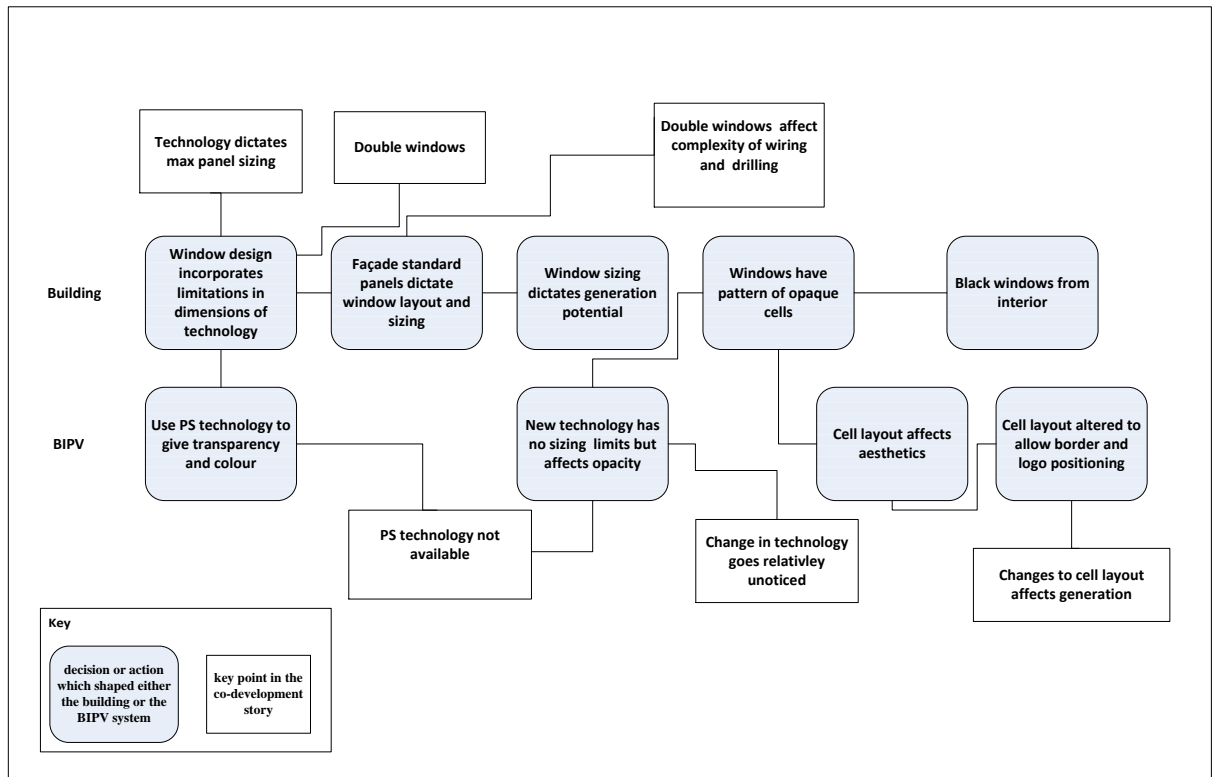 Technology dictates
max panel sizing
Double windows
Double windows affect
complexity of wiring
and drilling
Building
Window design
incorporates
limitations in
dimensions of
technology
Façade standard
panels dictate
window layout and
sizing
Window sizing
dictates generation
potential
Windows have
pattern of opaque
cells
Black windows from
interior
BIPV
Use PS technology to
give transparency
and colour
New technology has
no sizing limits but
affects opacity
Cell layout affects
aesthetics
Cell layout altered to
allow border and
logo positioning
PS technology not
available
Change in technology
goes relativley
unoticed
Changes to cell layout
affects generation
Key
decision or action
which shaped either
the building or the
BIPV system
key point in the
co-development
story